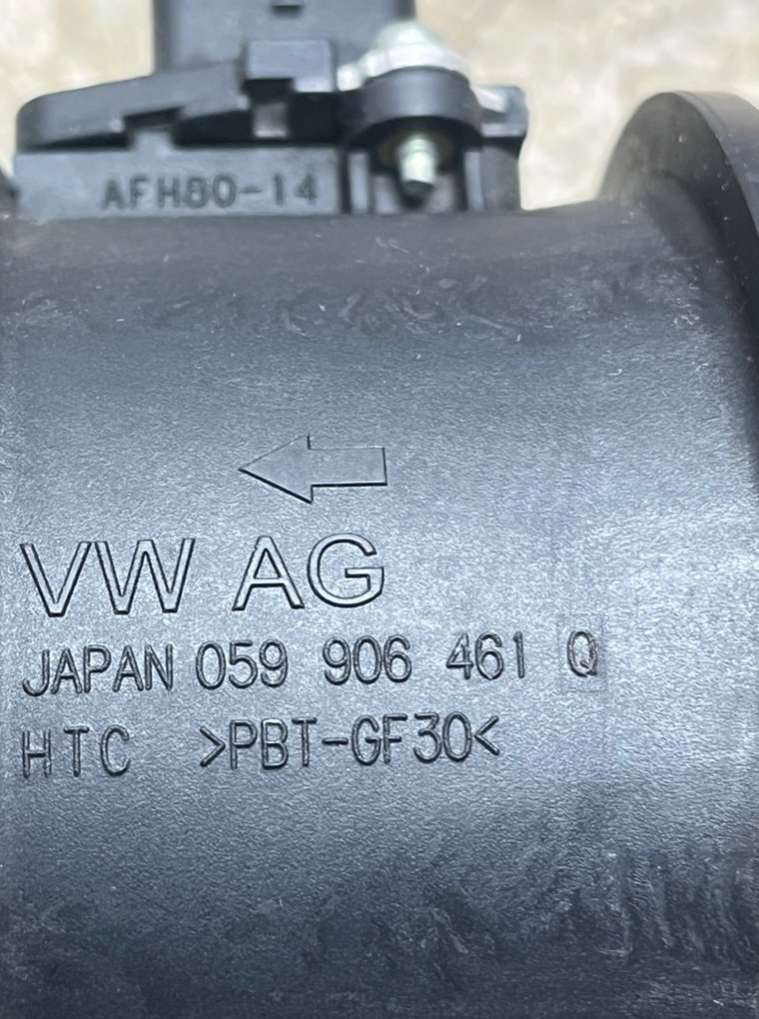 AFH80-14
VW AG
JAPAN 059 906 461 Q
HTC >PBT-GF30<